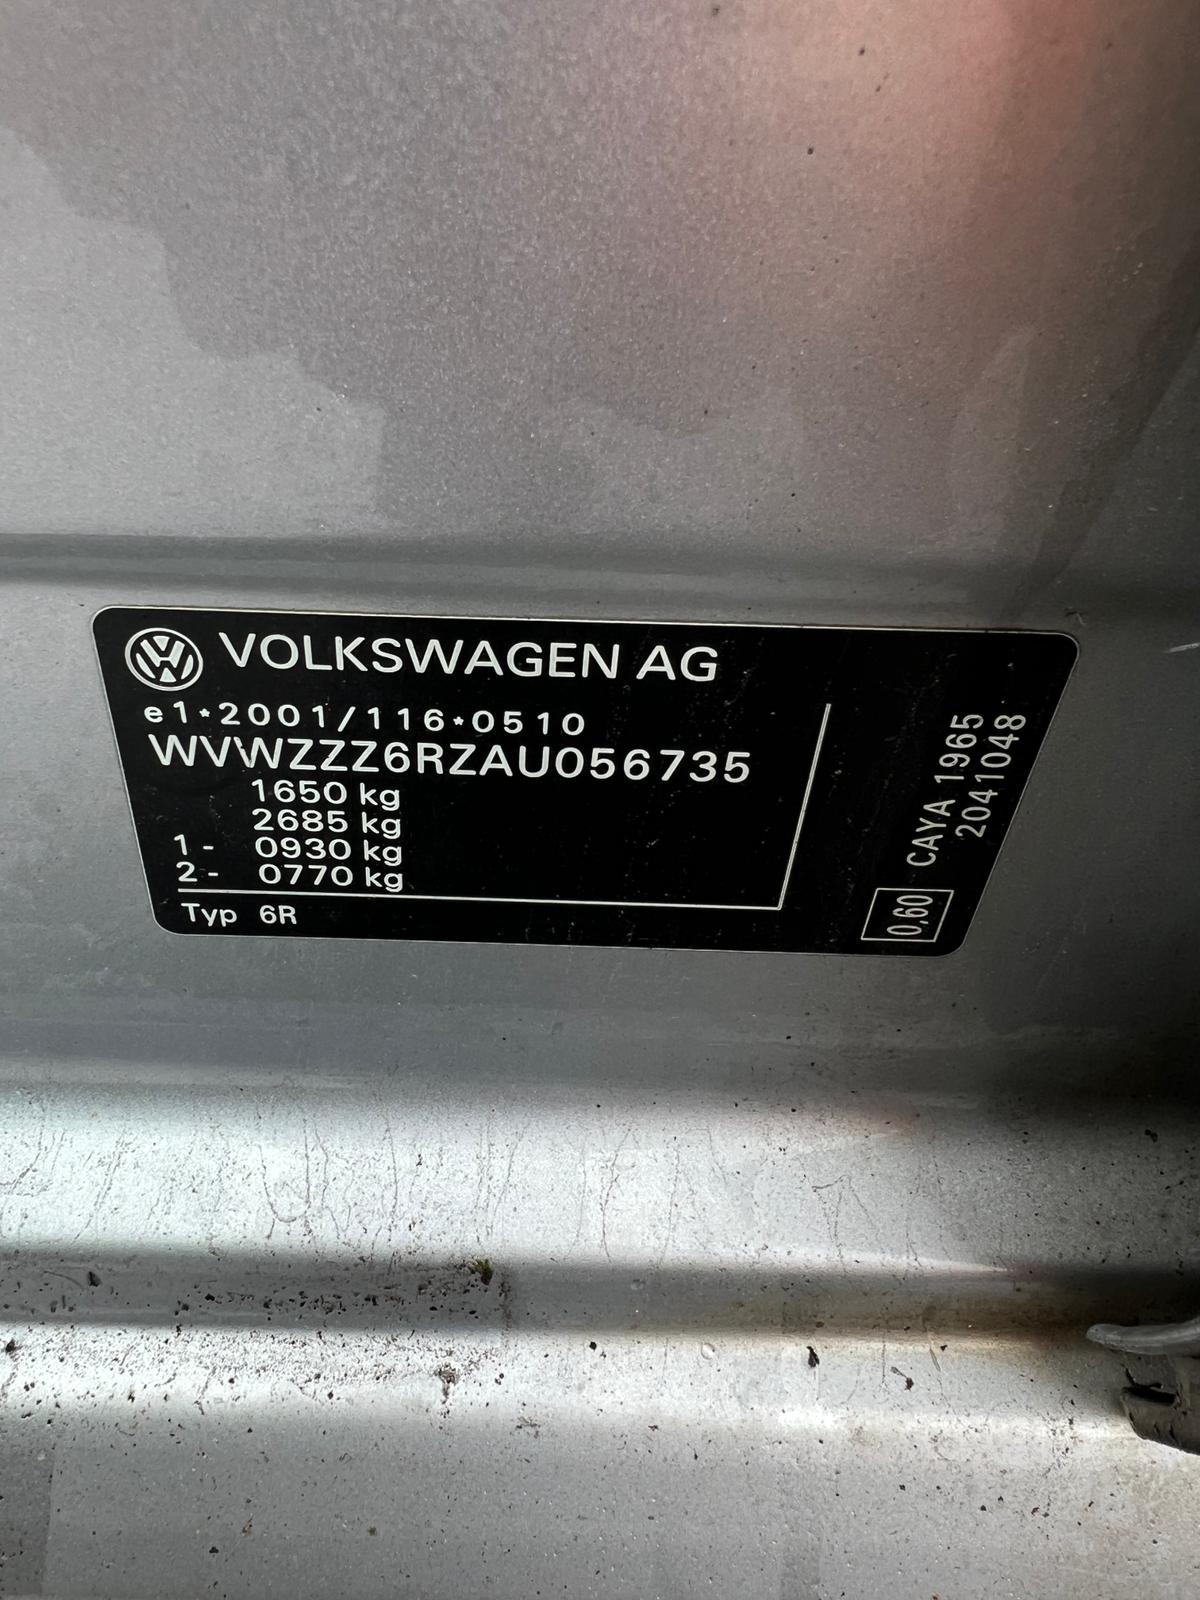 VOLKSWAGEN AG
e1*2001/116*0510
WVWZZZ6RZAU056735
1650 kg
2685 kg
1- 0930 kg
2- 0770 kg
Typ 6R
0,60 CAYA 1965
2041048